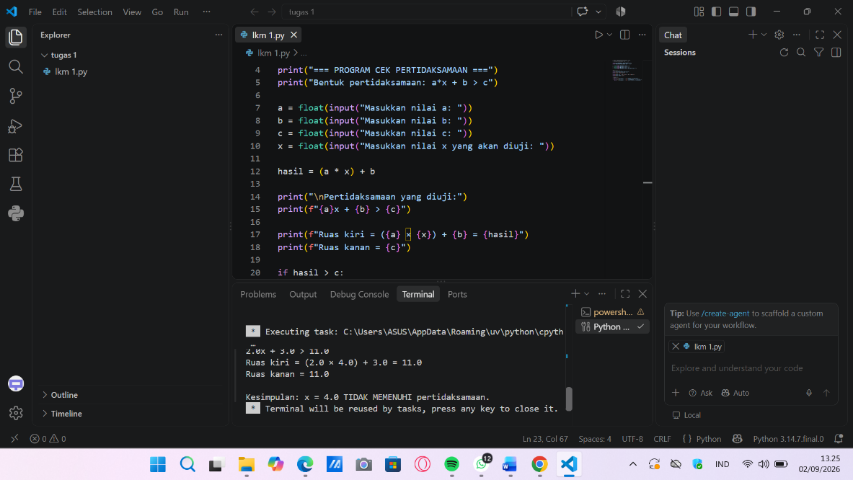 File Edit Selection View Go Run ··· tugas 1
Explorer ···
tugas 1
lkm 1.py
Outline
Timeline
lkm 1.py
lkm 1.py > ...
4 print("=== PROGRAM CEK PERTIDAKSAMAAN ===")
5 print("Bentuk pertidaksamaan: a*x + b > c")
6
7 a = float(input("Masukkan nilai a: "))
8 b = float(input("Masukkan nilai b: "))
9 c = float(input("Masukkan nilai c: "))
10 x = float(input("Masukkan nilai x yang akan diuji: "))
11
12 hasil = (a * x) + b
13
14 print("\nPertidaksamaan yang diuji:")
15 print(f"{a}x + {b} > {c}")
16
17 print(f"Ruas kiri = ({a} × {x}) + {b} = {hasil}")
18 print(f"Ruas kanan = {c}")
19
20 if hasil > c:
Problems Output Debug Console Terminal Ports
* Executing task: C:\Users\ASUS\AppData\Roaming\uv\python\cpyth
2.0x + 3.0 > 11.0
Ruas kiri = (2.0 × 4.0) + 3.0 = 11.0
Ruas kanan = 11.0
Kesimpulan: x = 4.0 TIDAK MEMENUHI pertidaksamaan.
* Terminal will be reused by tasks, press any key to close it.
powersh...
Python ...
Chat
Sessions
Tip: Use /create-agent to scaffold a custom
agent for your workflow.
lkm 1.py
Explore and understand your code
Ask Auto
Local
0 0 Ln 23, Col 67 Spaces: 4 UTF-8 CRLF { } Python Python 3.14.7.final.0
12
IND
13.25
02/09/2026